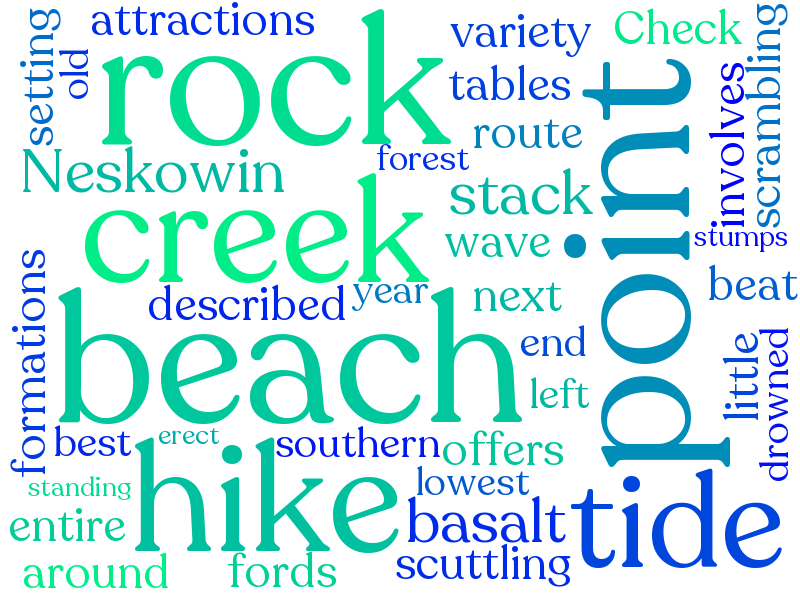 attractions
variety
Check
setting
old
rock
tables
point
involves
scrambling
route
forest
Neskowin
stack
creek
wave
stumps
described
year
next
beat
formations
beach
end
little
drowned
left
best
erect
southern
offers
hike
lowest
tide
standing
entire
basalt
around
fords
scuttling